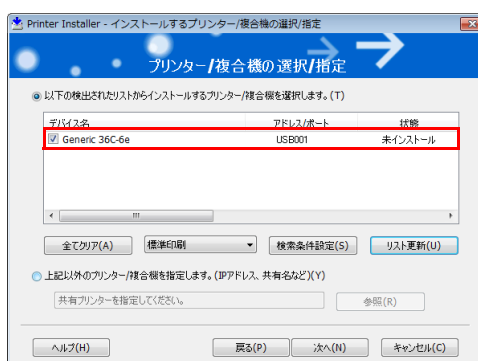 Printer Installer - インストールするプリンター/複合機の選択/指定
プリンター/複合機の選択/指定
以下の検出されたリストからインストールするプリンター/複合機を選択します。(T)
デバイス名 アドレス/ポート 状態
Generic 36C-6e USB001 未インストール
全てクリア(A) 標準印刷 検索条件設定(S) リスト更新(U)
上記以外のプリンター/複合機を指定します。(IPアドレス、共有名など)(Y)
共有プリンターを指定してください。 参照(R)
ヘルプ(H) 戻る(P) 次へ(N) キャンセル(C)